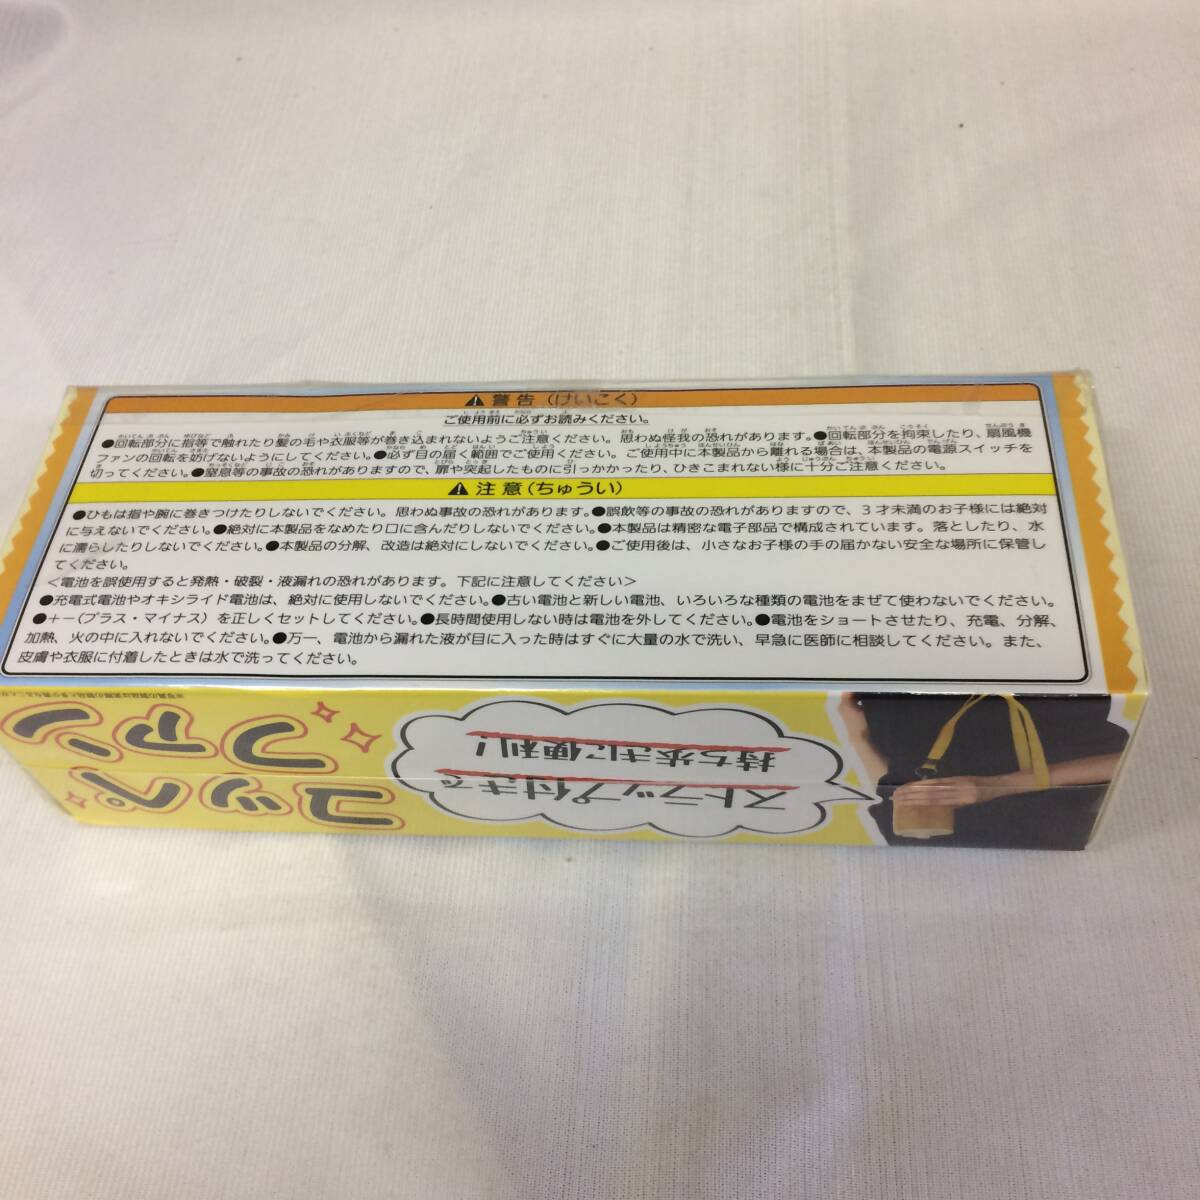 ⚠ 警告 (けいこく)
ご使用前に必ずお読みください。
●回転部分に指等で触れたり髪の毛や衣服等が巻き込まれないようご注意ください。思わぬ怪我の恐れがあります。●回転部分を拘束したり、扇風機
ファンの回転を妨げないようにしてください。●必ず目の届く範囲でご使用ください。ご使用中に本製品から離れる場合は、本製品の電源スイッチを
切ってください。●窒息等の事故の恐れがありますので、扉や突起したものに引っかかったり、ひきこまれない様に十分ご注意ください。
⚠ 注意(ちゅうい)
●ひもは指や腕に巻きつけたりしないでください。思わぬ事故の恐れがあります。●誤飲等の事故の恐れがありますので、3才未満のお子様には絶対
に与えないでください。●絶対に本製品をなめたり口に含んだりしないでください。●本製品は精密な電子部品で構成されています。落としたり、水
に濡らしたりしないでください。●本製品の分解、改造は絶対にしないでください。●ご使用後は、小さなお子様の手の届かない安全な場所に保管し
てください。
<電池を誤使用すると発熱・破裂・液漏れの恐れがあります。下記に注意してください>
●充電式電池やオキシライド電池は、絶対に使用しないでください。●古い電池と新しい電池、いろいろな種類の電池をまぜて使わないでください。
●+−(プラス・マイナス)を正しくセットしてください。●長時間使用しない時は電池を外してください。●電池をショートさせたり、充電、分解、
加熱、火の中に入れないでください。●万一、電池から漏れた液が目に入った時はすぐに大量の水で洗い、早急に医師に相談してください。また、
皮膚や衣服に付着したときは水で洗ってください。
ストラップ付きで
持ち歩きに便利!
コッペ
ファーン